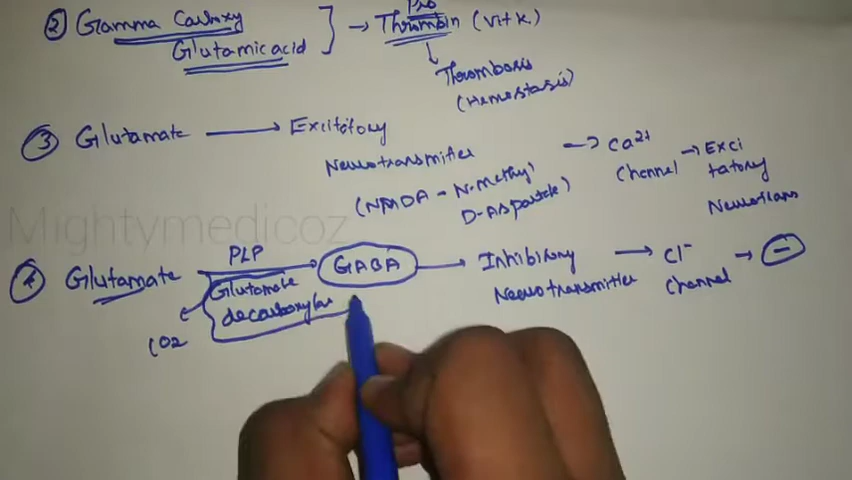 ② Gamma Carboxy
Glutamic acid ] → Pro Thrombin (Vit K)
↓
Thrombosis
(Hemostasis)
③ Glutamate → Excitatory
Neurotransmitter → Ca2+ channel → Excitatory Neurotrans
(NMDA - N-Methyl
D-Aspartate)
Mightymedicoz
④ Glutamate PLP → GABA → Inhibitory → Cl- → -
Glutamate decarboxylase Neurotransmitter channel
CO2